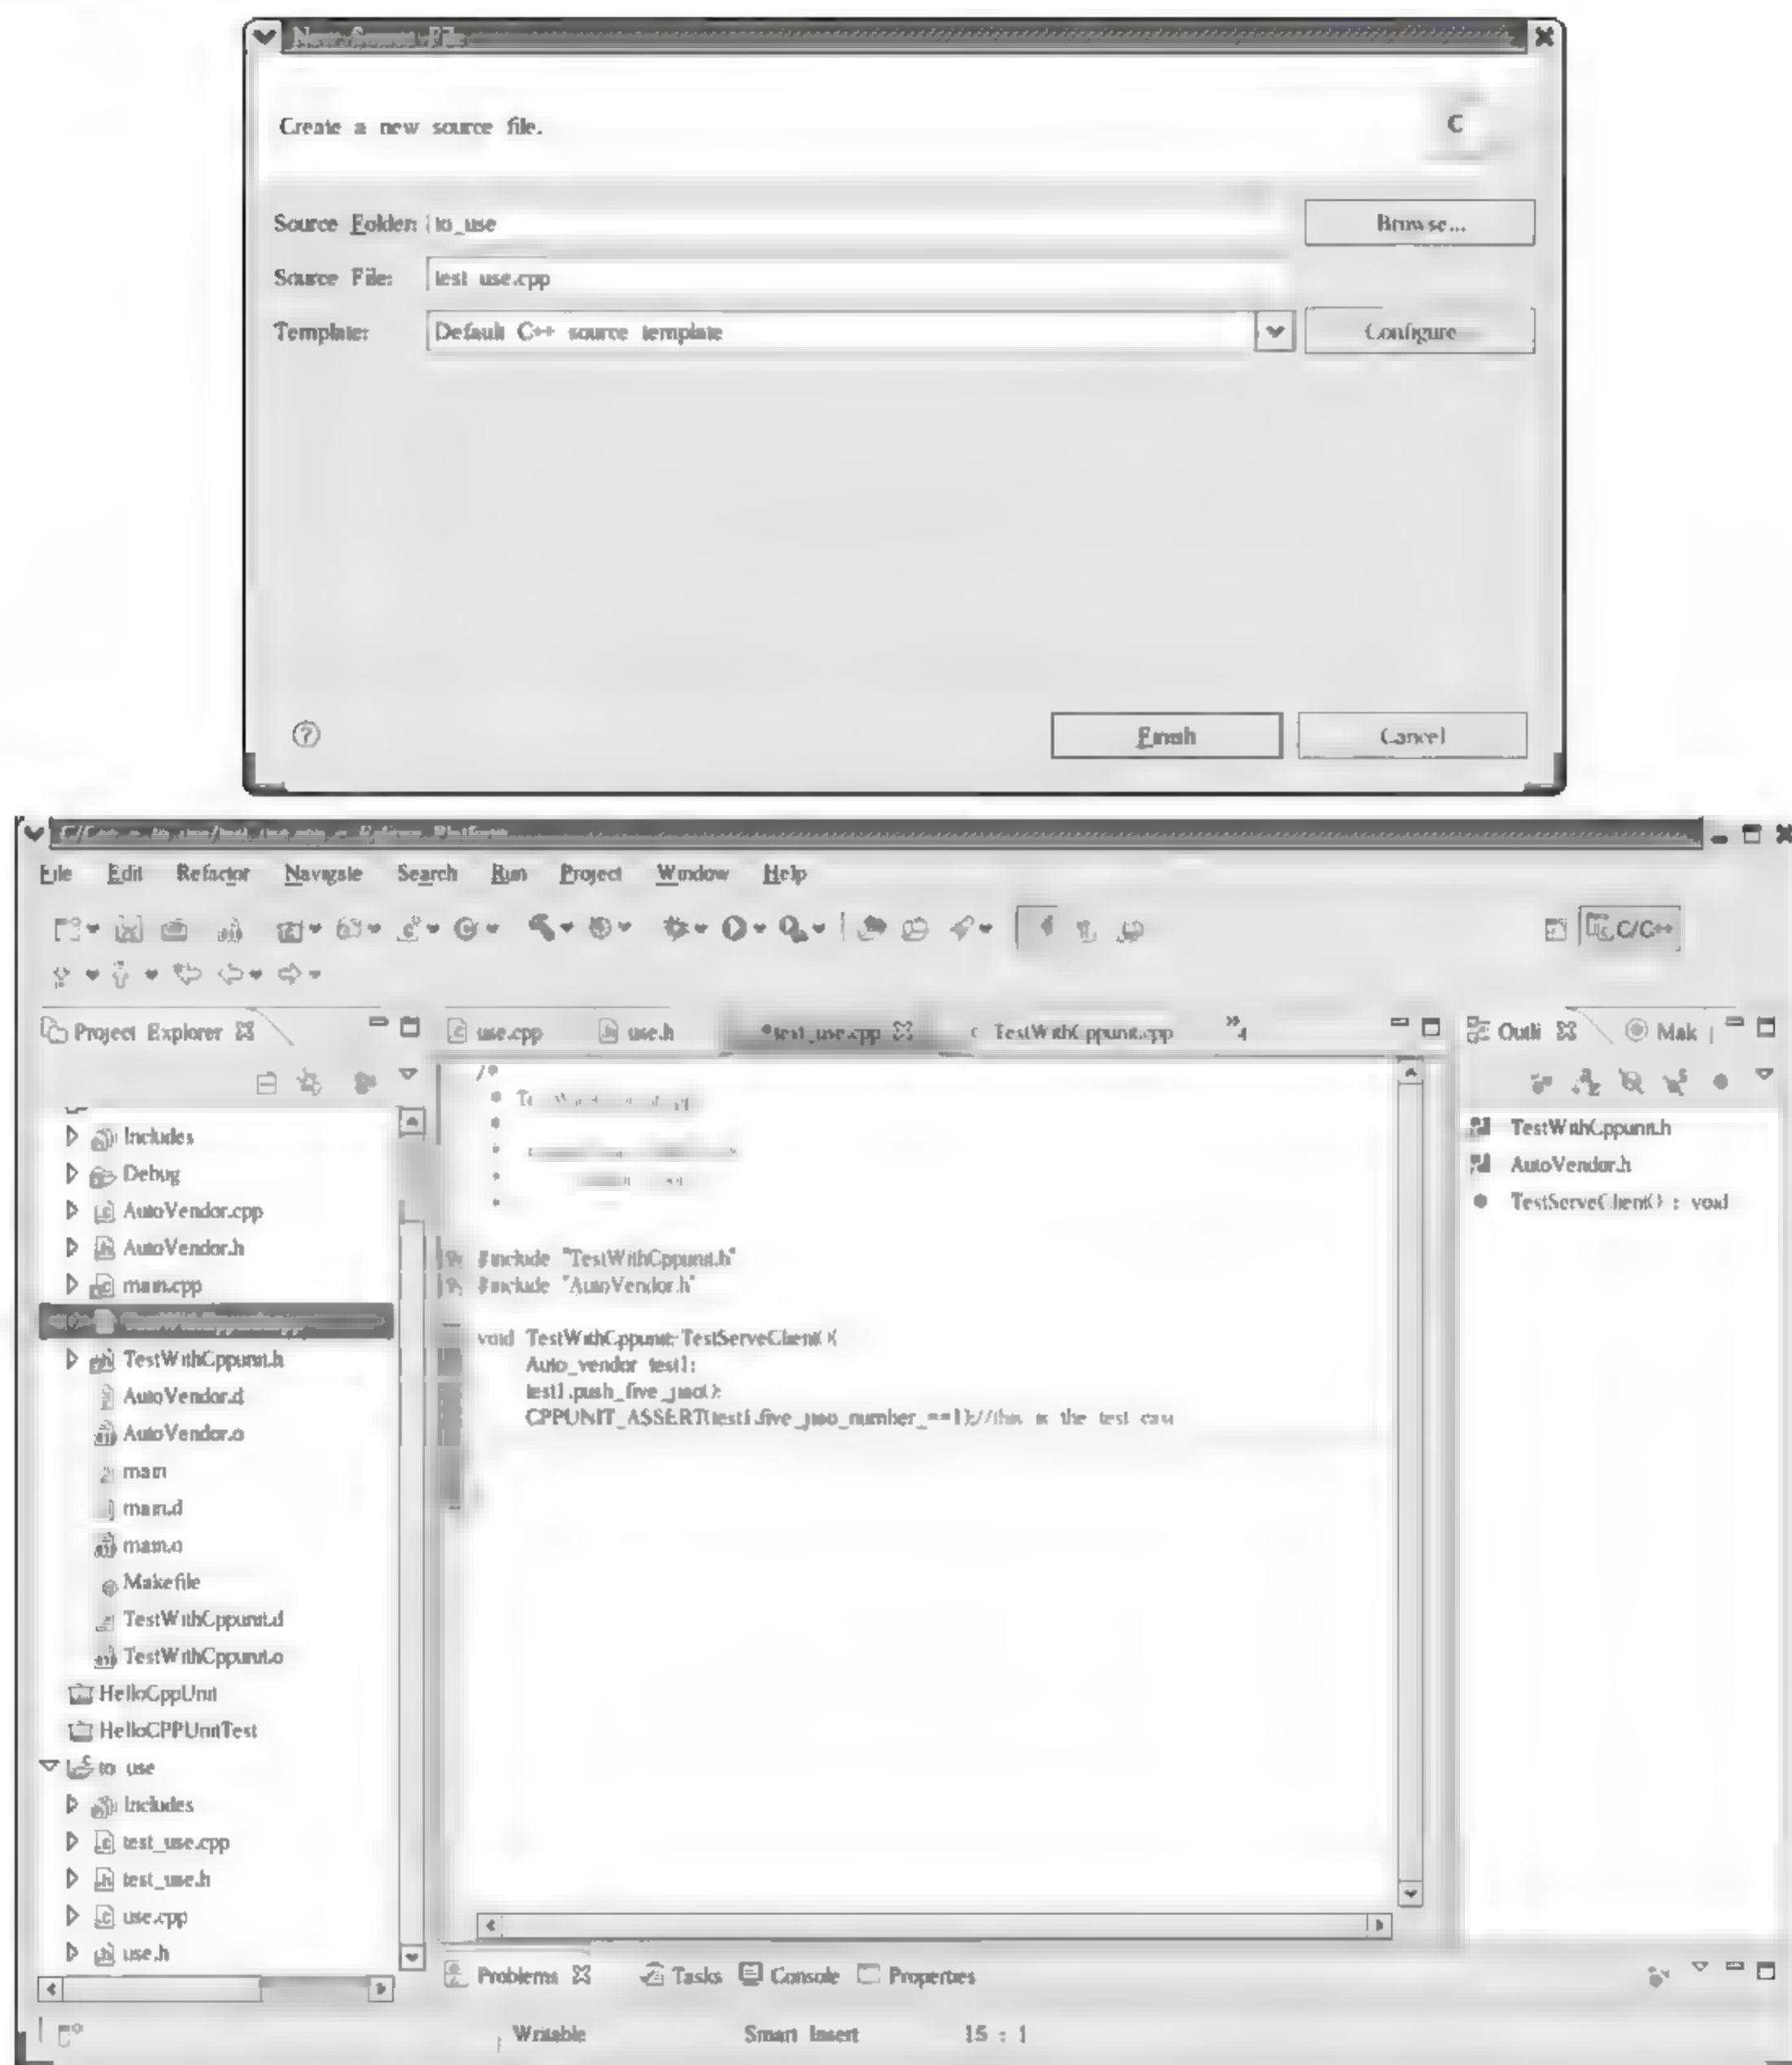 Create a new source file.
C
Source Folder: to_use
Browse...
Source File: test_use.cpp
Template: Default C++ source template
Configure
Finish
Cancel
File Edit Refactor Navigate Search Run Project Window Help
C/C++
Project Explorer
use.cpp
use.h
*test_use.cpp
TestWithCppunit.cpp
»4
Outli
Mak
Includes
Debug
AutoVendor.cpp
AutoVendor.h
main.cpp
TestWithCppunit.h
AutoVendor.d
AutoVendor.o
main
main.d
main.o
Makefile
TestWithCppunit.d
TestWithCppunit.o
HelloCppUnit
HelloCPPUnitTest
to_use
Includes
test_use.cpp
test_use.h
use.cpp
use.h
/*
*
*
*
*
*
#include "TestWithCppunit.h"
#include "AutoVendor.h"
void TestWithCppunit::TestServeClient(){
Auto_vendor test1;
test1.push_five_jiao();
CPPUNIT_ASSERT(test1.five_jiao_number_==1);//this is the test case
TestWithCppunit.h
AutoVendor.h
TestServeClient() : void
Problems
Tasks
Console
Properties
Writable
Smart Insert
15 : 1